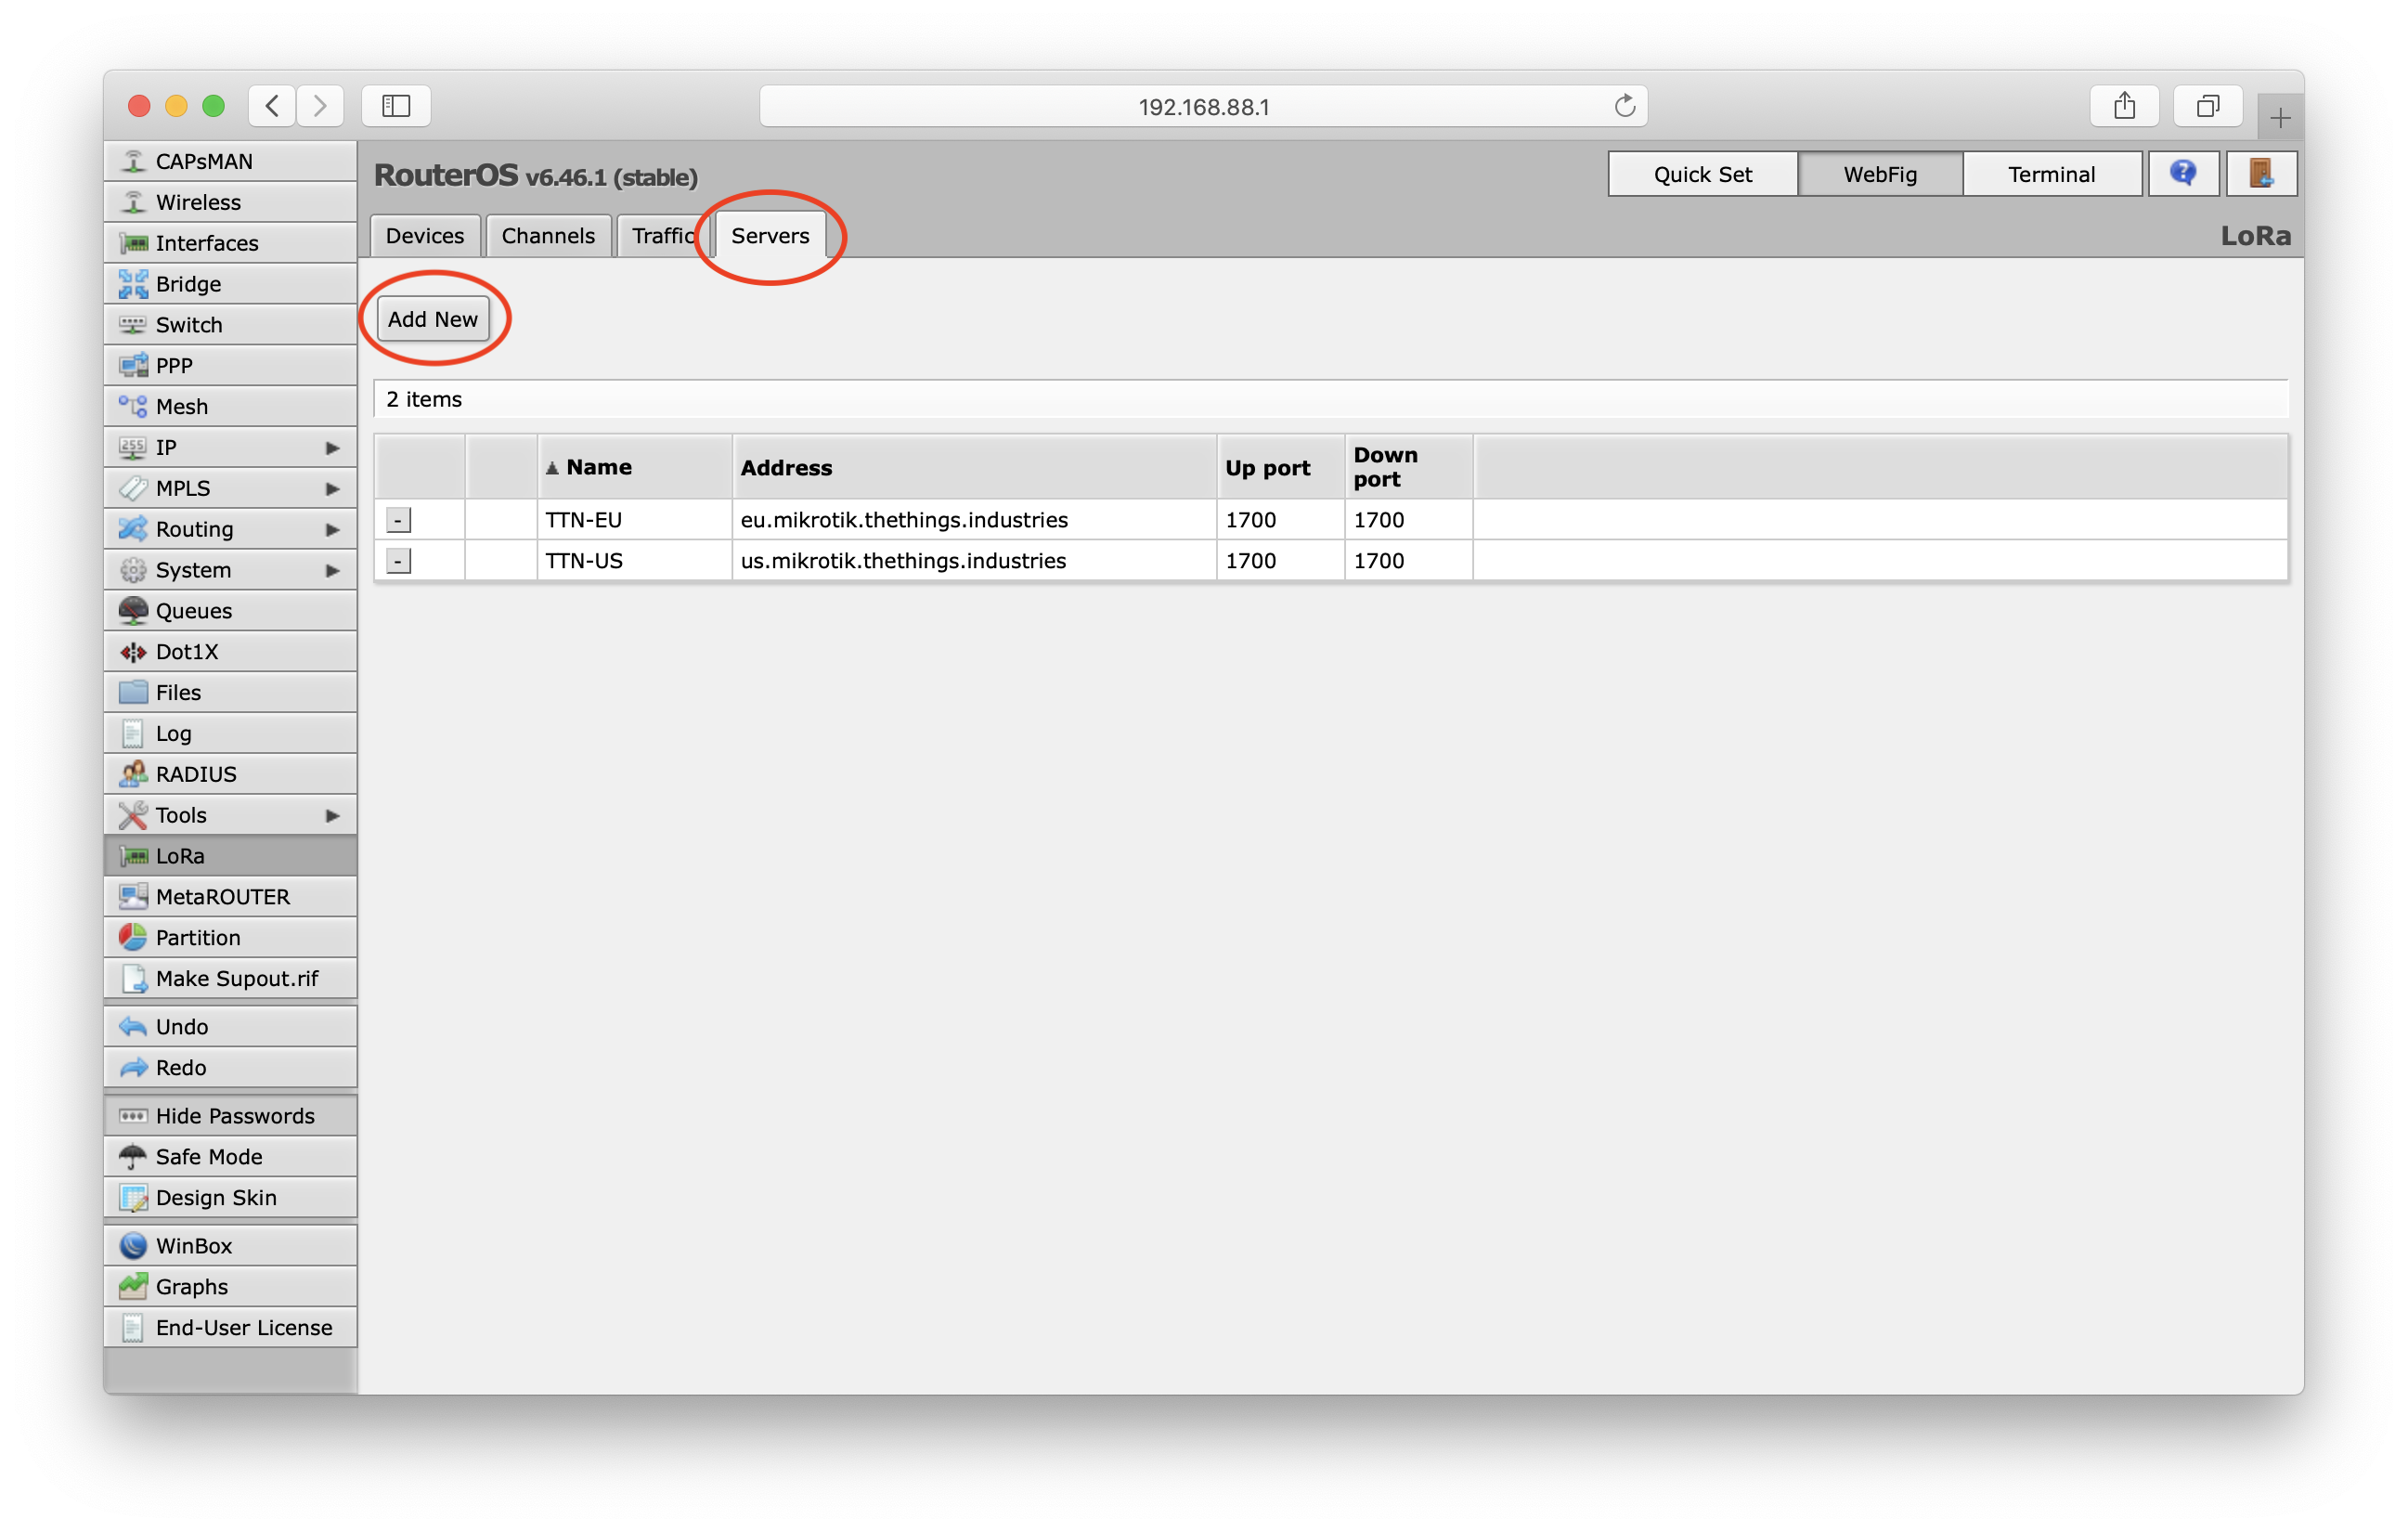 192.168.88.1
CAPsMAN
Wireless
Interfaces
Bridge
Switch
PPP
Mesh
255 IP
MPLS
Routing
System
Queues
Dot1X
Files
Log
RADIUS
Tools
LoRa
MetaROUTER
Partition
Make Supout.rif
Undo
Redo
Hide Passwords
Safe Mode
Design Skin
WinBox
Graphs
End-User License
RouterOS v6.46.1 (stable)
Quick Set WebFig Terminal ?
Devices Channels Traffic Servers LoRa
Add New
2 items
Name Address Up port Down
port
- TTN-EU eu.mikrotik.thethings.industries 1700 1700
- TTN-US us.mikrotik.thethings.industries 1700 1700